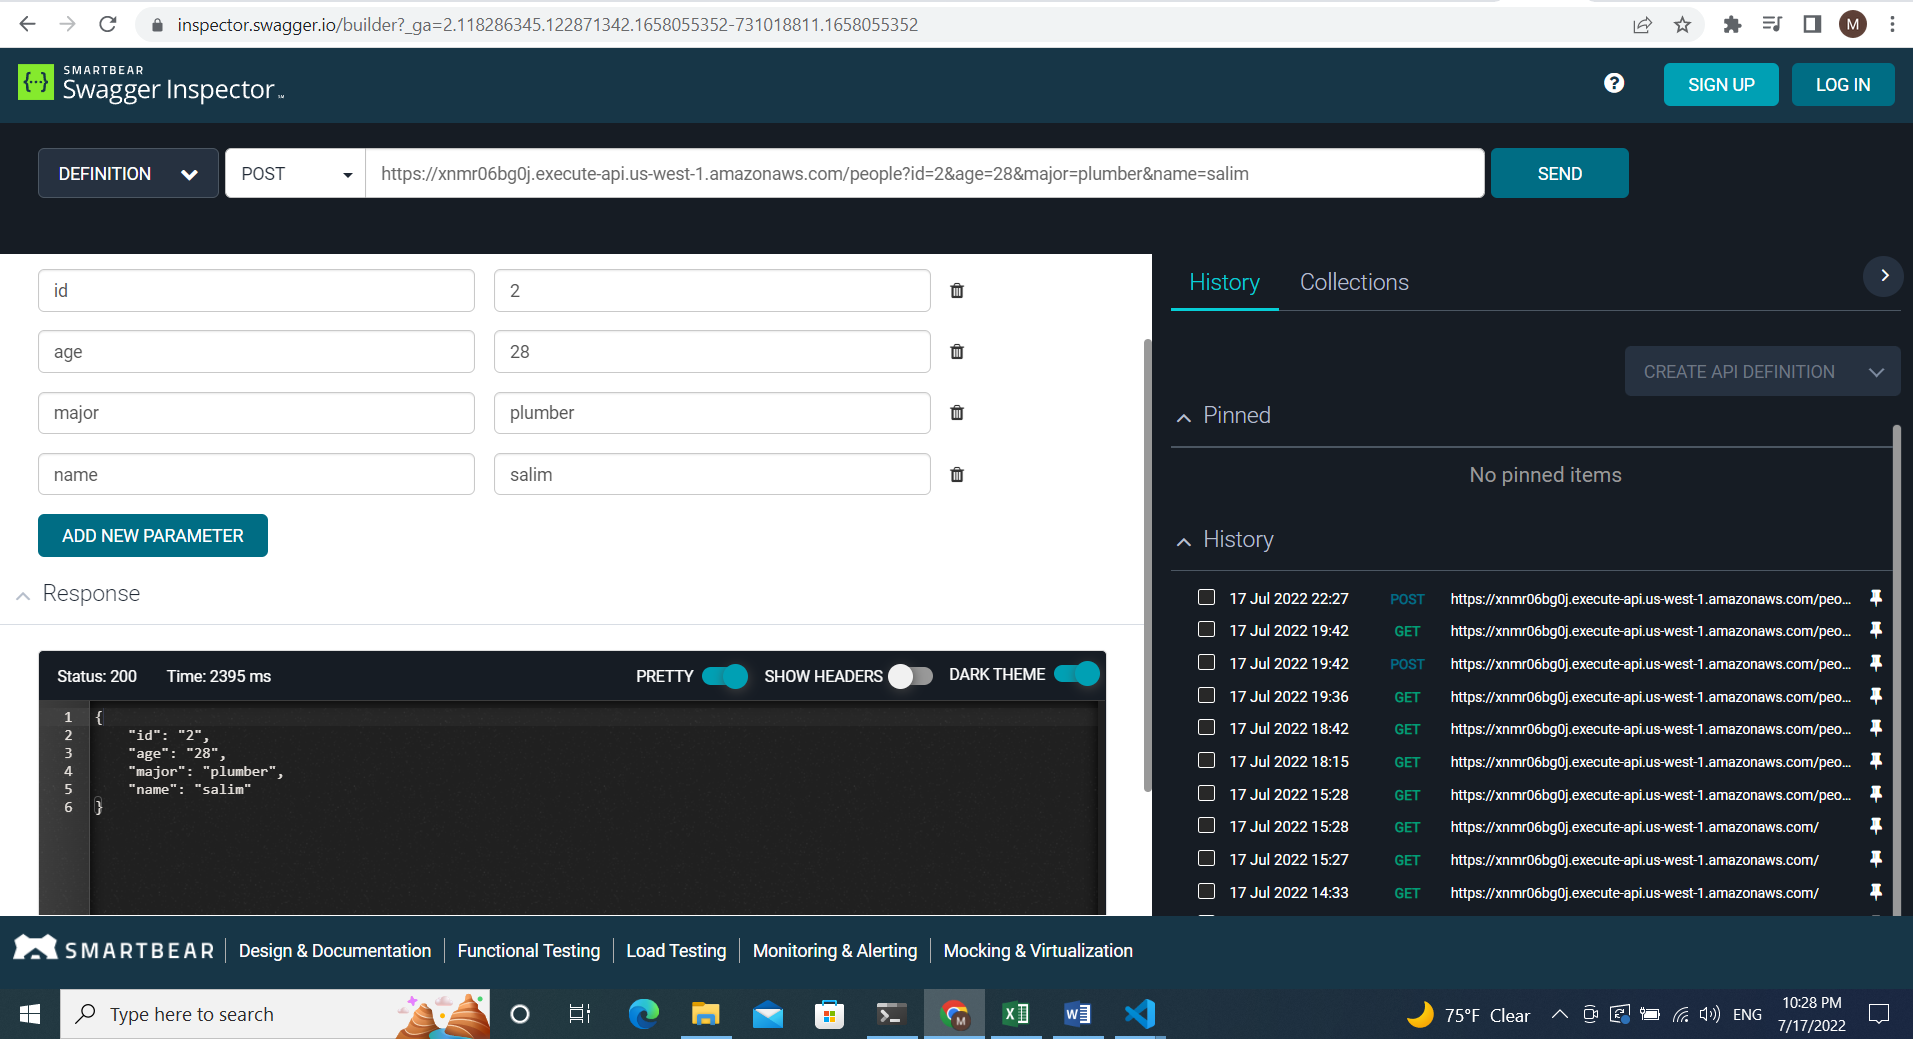 inspector.swagger.io/builder?_ga=2.118286345.122871342.1658055352-731018811.1658055352
M
{···}
SMARTBEAR
Swagger Inspector
?
SIGN UP
LOG IN
DEFINITION
POST
https://xnmr06bg0j.execute-api.us-west-1.amazonaws.com/people?id=2&age=28&major=plumber&name=salim
SEND
id
2
age
28
major
plumber
name
salim
ADD NEW PARAMETER
Response
Status: 200
Time: 2395 ms
PRETTY
SHOW HEADERS
DARK THEME
1 {
2 "id": "2",
3 "age": "28",
4 "major": "plumber",
5 "name": "salim"
6 }
History
Collections
CREATE API DEFINITION
Pinned
No pinned items
History
17 Jul 2022 22:27 POST https://xnmr06bg0j.execute-api.us-west-1.amazonaws.com/peo...
17 Jul 2022 19:42 GET https://xnmr06bg0j.execute-api.us-west-1.amazonaws.com/peo...
17 Jul 2022 19:42 POST https://xnmr06bg0j.execute-api.us-west-1.amazonaws.com/peo...
17 Jul 2022 19:36 GET https://xnmr06bg0j.execute-api.us-west-1.amazonaws.com/peo...
17 Jul 2022 18:42 GET https://xnmr06bg0j.execute-api.us-west-1.amazonaws.com/peo...
17 Jul 2022 18:15 GET https://xnmr06bg0j.execute-api.us-west-1.amazonaws.com/peo...
17 Jul 2022 15:28 GET https://xnmr06bg0j.execute-api.us-west-1.amazonaws.com/peo...
17 Jul 2022 15:28 GET https://xnmr06bg0j.execute-api.us-west-1.amazonaws.com/
17 Jul 2022 15:27 GET https://xnmr06bg0j.execute-api.us-west-1.amazonaws.com/
17 Jul 2022 14:33 GET https://xnmr06bg0j.execute-api.us-west-1.amazonaws.com/
SMARTBEAR
Design & Documentation
Functional Testing
Load Testing
Monitoring & Alerting
Mocking & Virtualization
Type here to search
M
75°F Clear
ENG
10:28 PM
7/17/2022